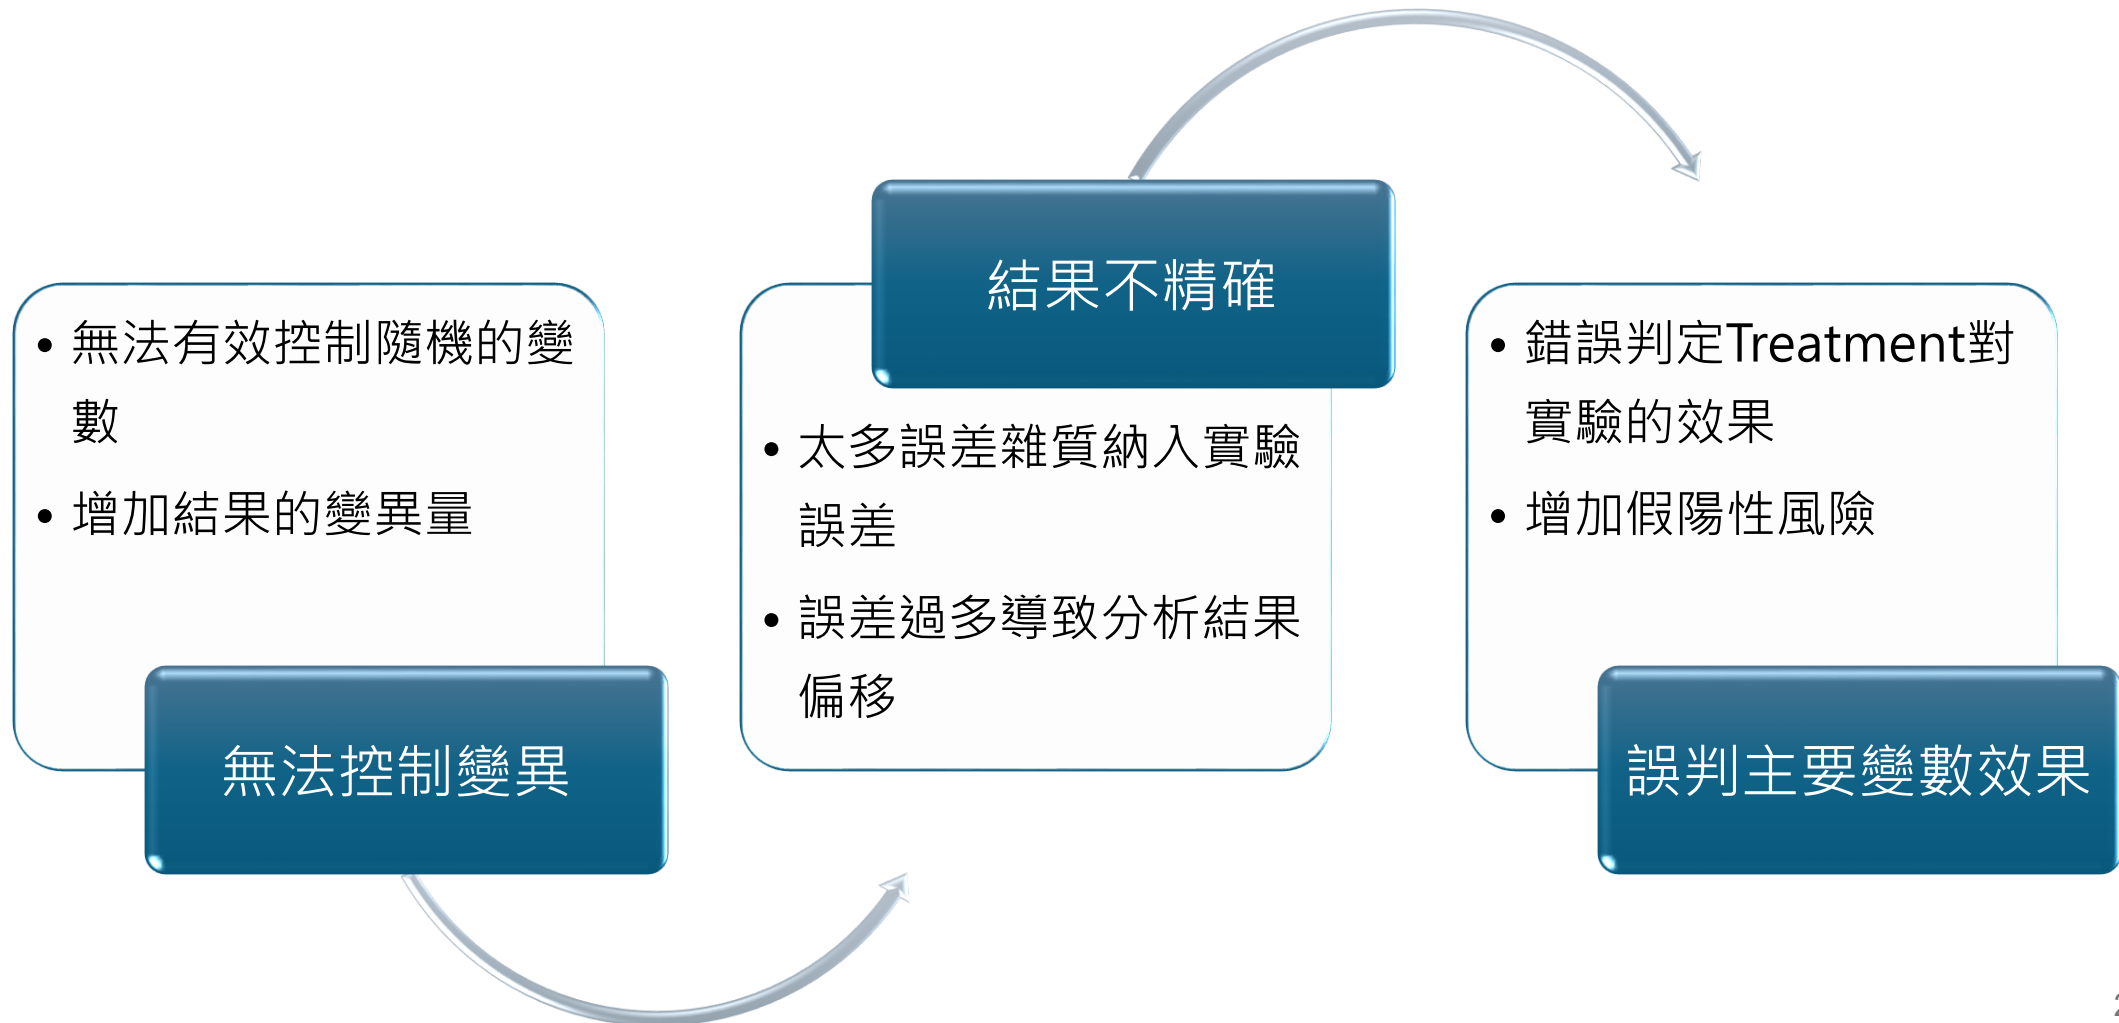 • 無法有效控制隨機的變
數
• 增加結果的變異量
無法控制變異
結果不精確
• 太多誤差雜質納入實驗
誤差
• 誤差過多導致分析結果
偏移
• 錯誤判定Treatment對
實驗的效果
• 增加假陽性風險
誤判主要變數效果